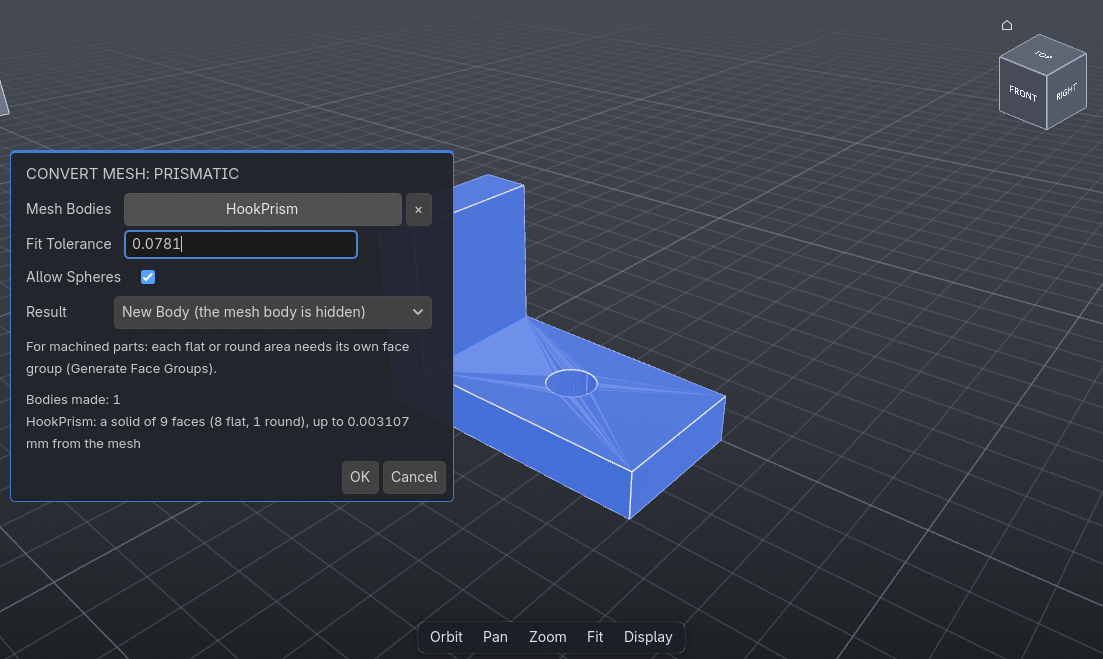 TOP
FRONT
RIGHT
CONVERT MESH: PRISMATIC
Mesh Bodies HookPrism ×
Fit Tolerance 0.0781
Allow Spheres
Result New Body (the mesh body is hidden)
For machined parts: each flat or round area needs its own face
group (Generate Face Groups).
Bodies made: 1
HookPrism: a solid of 9 faces (8 flat, 1 round), up to 0.003107
mm from the mesh
OK Cancel
Orbit Pan Zoom Fit Display